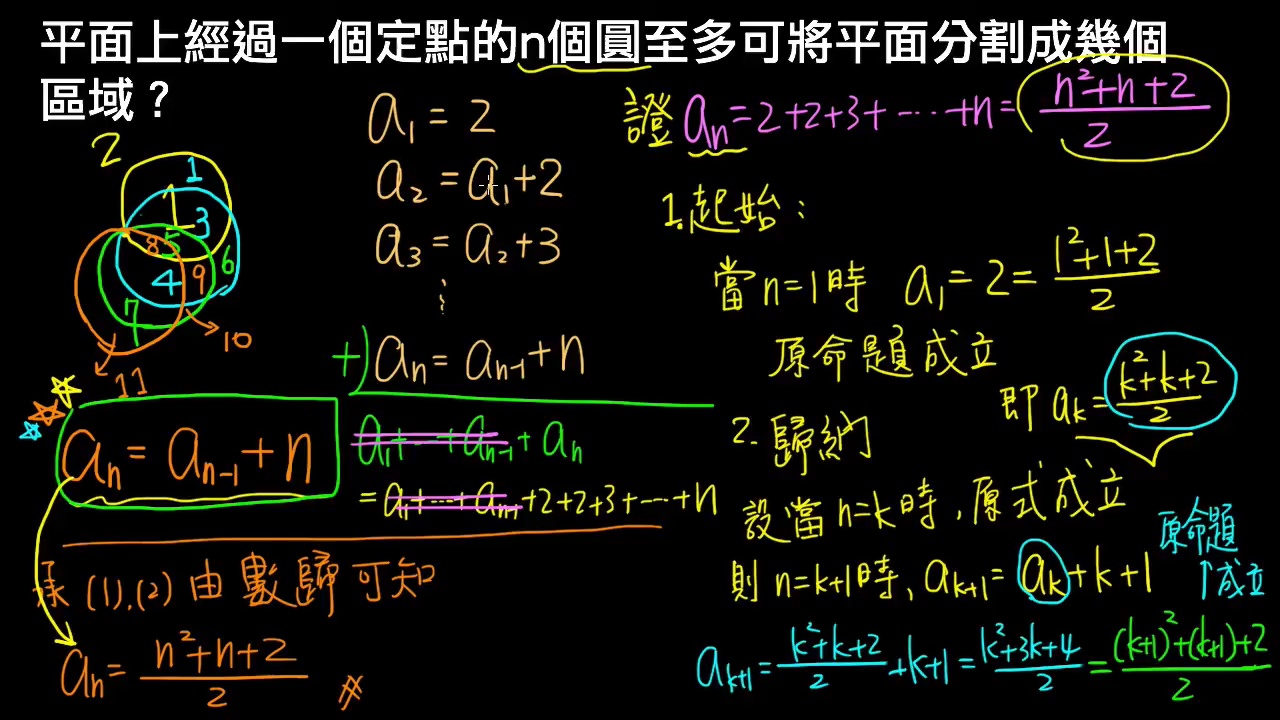 平面上經過一個定點的n個圓至多可將平面分割成幾個
區域？
2
1
1
3
5
8
6
4
9
7
10
11
a₁ = 2
a₂ = a₁+2
a₃ = a₂+3
⋮
+) aₙ = aₙ₋₁+n
a₁+⋯+aₙ₋₁+aₙ
=a₁+⋯+aₙ₋₁+2+2+3+⋯+n
aₙ = aₙ₋₁+n
(1),(2)由數歸可知
aₙ = (n²+n+2)/2
證 aₙ=2+2+3+⋯+n= (n²+n+2)/2
1.起始：
當n=1時 a₁=2= (1²+1+2)/2
原命題成立
即 aₖ= (k²+k+2)/2
2.歸納
設當n=k時,原式成立
則n=k+1時, aₖ₊₁= aₖ+k+1
原命題
↑成立
aₖ₊₁= (k²+k+2)/2 +k+1= (k²+3k+4)/2 = ((k+1)²+(k+1)+2)/2